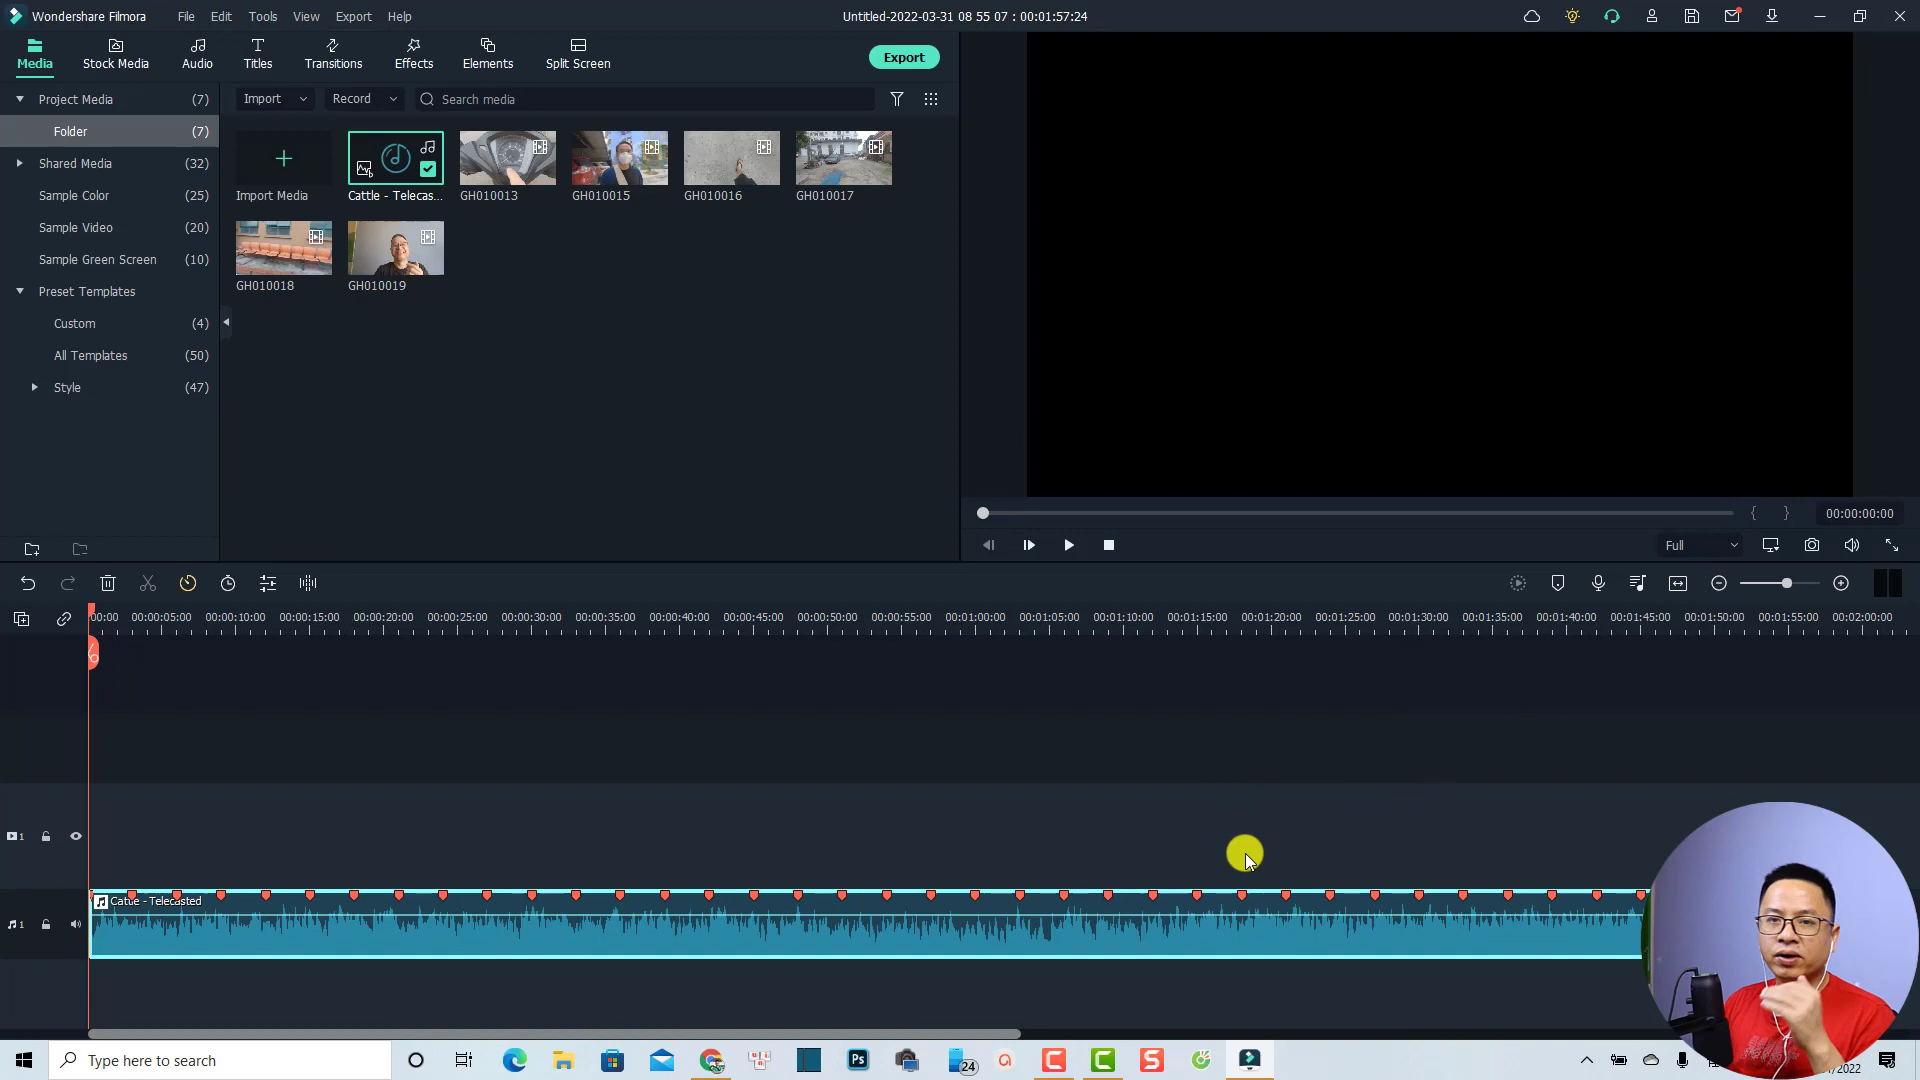 Wondershare Filmora File Edit Tools View Export Help Untitled-2022-03-31 08 55 07 : 00:01:57:24
Media Stock Media Audio Titles Transitions Effects Elements Split Screen Export
Project Media (7) Import Record Search media
Folder (7)
Shared Media (32)
Sample Color (25)
Sample Video (20)
Sample Green Screen (10)
Preset Templates
Custom (4)
All Templates (50)
Style (47)
Import Media Cattle - Telecas... GH010013 GH010015 GH010016 GH010017
GH010018 GH010019
00:00:00:00
Full
:00:00 00:00:05:00 00:00:10:00 00:00:15:00 00:00:20:00 00:00:25:00 00:00:30:00 00:00:35:00 00:00:40:00 00:00:45:00 00:00:50:00 00:00:55:00 00:01:00:00 00:01:05:00 00:01:10:00 00:01:15:00 00:01:20:00 00:01:25:00 00:01:30:00 00:01:35:00 00:01:40:00 00:01:45:00 00:01:50:00 00:01:55:00 00:02:00:00
1
Cattle - Telecasted
1
Type here to search Ps 24 C C S
/2022